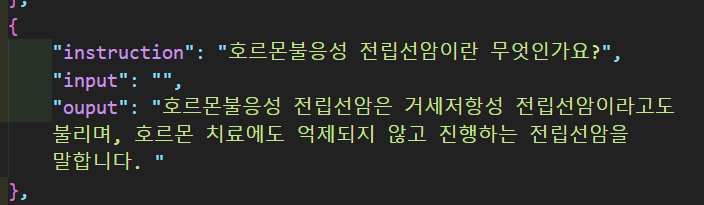 },
{
"instruction": "호르몬불응성 전립선암이란 무엇인가요?",
"input": "",
"ouput": "호르몬불응성 전립선암은 거세저항성 전립선암이라고도
불리며, 호르몬 치료에도 억제되지 않고 진행하는 전립선암을
말합니다. "
},